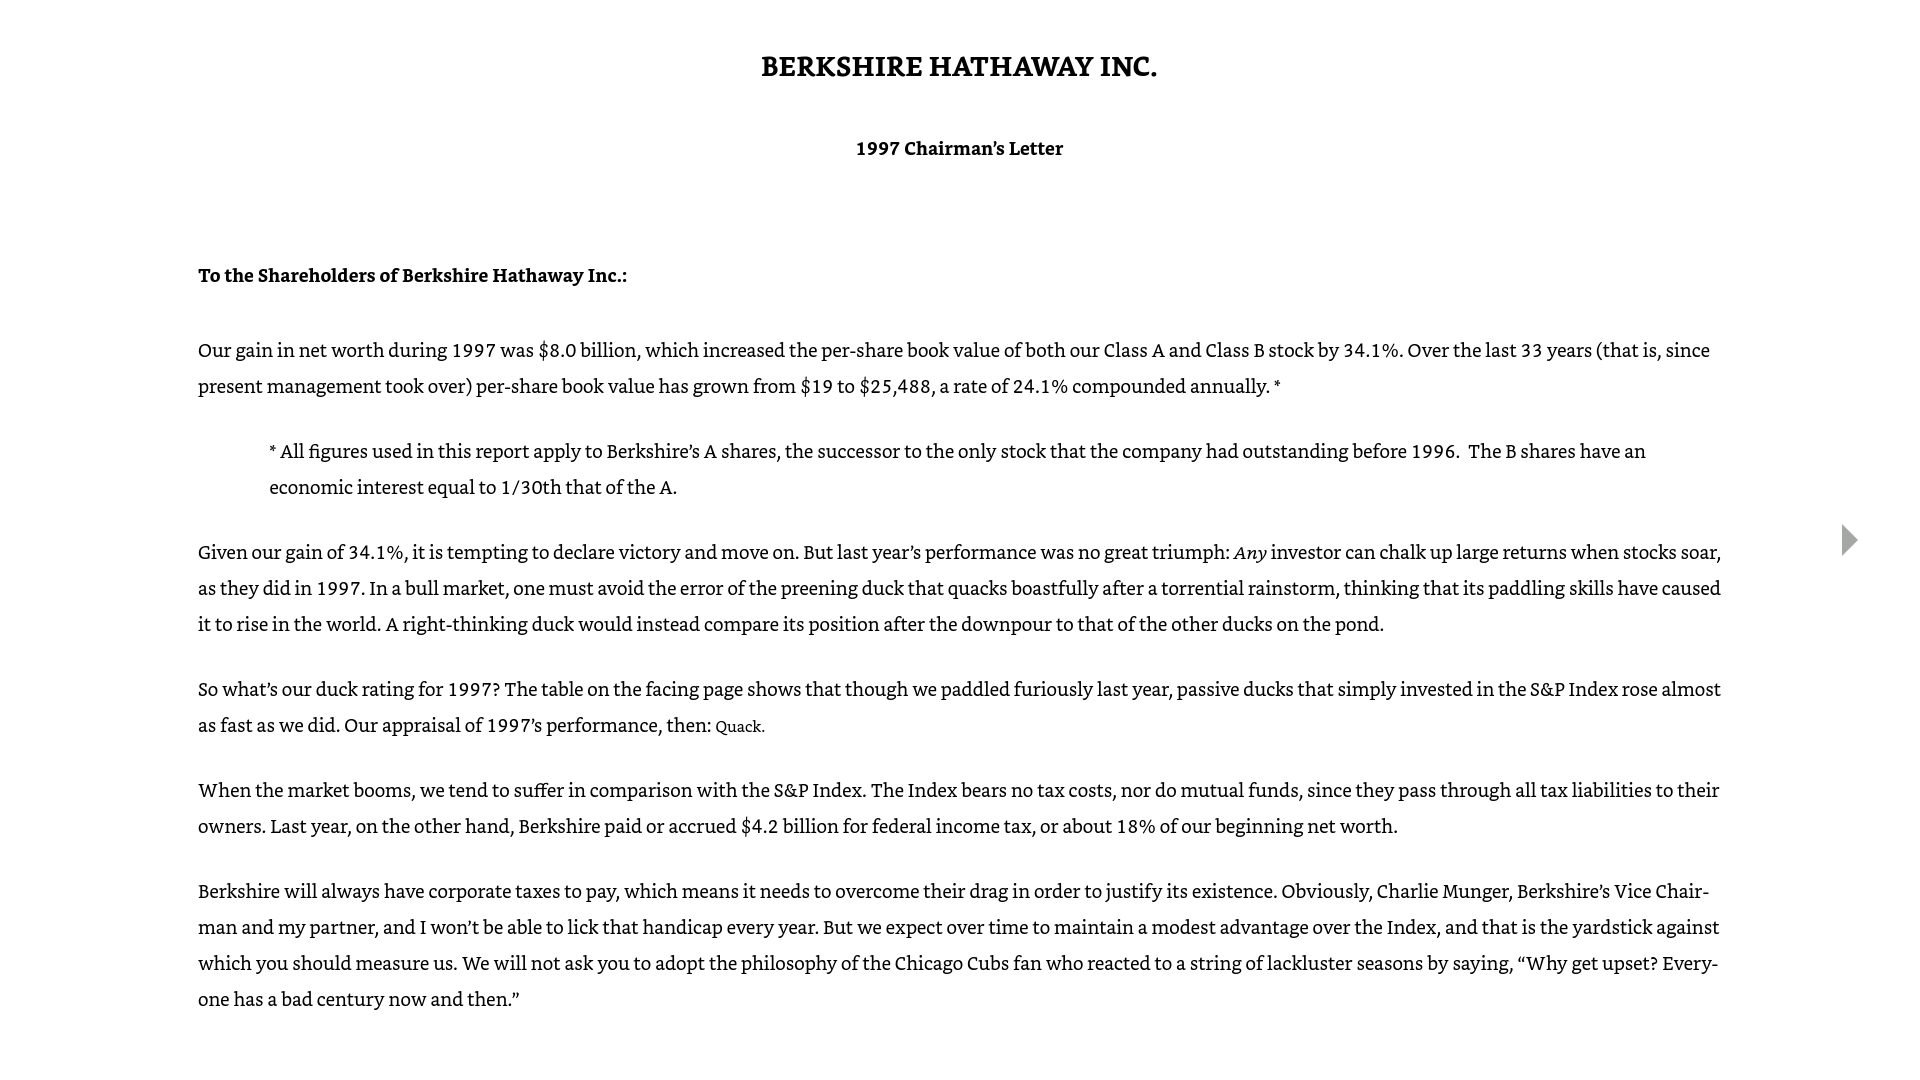 BERKSHIRE HATHAWAY INC.
1997 Chairman’s Letter
To the Shareholders of Berkshire Hathaway Inc.:
Our gain in net worth during 1997 was $8.0 billion, which increased the per-share book value of both our Class A and Class B stock by 34.1%. Over the last 33 years (that is, since
present management took over) per-share book value has grown from $19 to $25,488, a rate of 24.1% compounded annually. *
* All figures used in this report apply to Berkshire’s A shares, the successor to the only stock that the company had outstanding before 1996.  The B shares have an
economic interest equal to 1/30th that of the A.
Given our gain of 34.1%, it is tempting to declare victory and move on. But last year’s performance was no great triumph: Any investor can chalk up large returns when stocks soar,
as they did in 1997. In a bull market, one must avoid the error of the preening duck that quacks boastfully after a torrential rainstorm, thinking that its paddling skills have caused
it to rise in the world. A right-thinking duck would instead compare its position after the downpour to that of the other ducks on the pond.
So what’s our duck rating for 1997? The table on the facing page shows that though we paddled furiously last year, passive ducks that simply invested in the S&P Index rose almost
as fast as we did. Our appraisal of 1997’s performance, then: Quack.
When the market booms, we tend to suffer in comparison with the S&P Index. The Index bears no tax costs, nor do mutual funds, since they pass through all tax liabilities to their
owners. Last year, on the other hand, Berkshire paid or accrued $4.2 billion for federal income tax, or about 18% of our beginning net worth.
Berkshire will always have corporate taxes to pay, which means it needs to overcome their drag in order to justify its existence. Obviously, Charlie Munger, Berkshire’s Vice Chair-
man and my partner, and I won’t be able to lick that handicap every year. But we expect over time to maintain a modest advantage over the Index, and that is the yardstick against
which you should measure us. We will not ask you to adopt the philosophy of the Chicago Cubs fan who reacted to a string of lackluster seasons by saying, “Why get upset? Every-
one has a bad century now and then.”